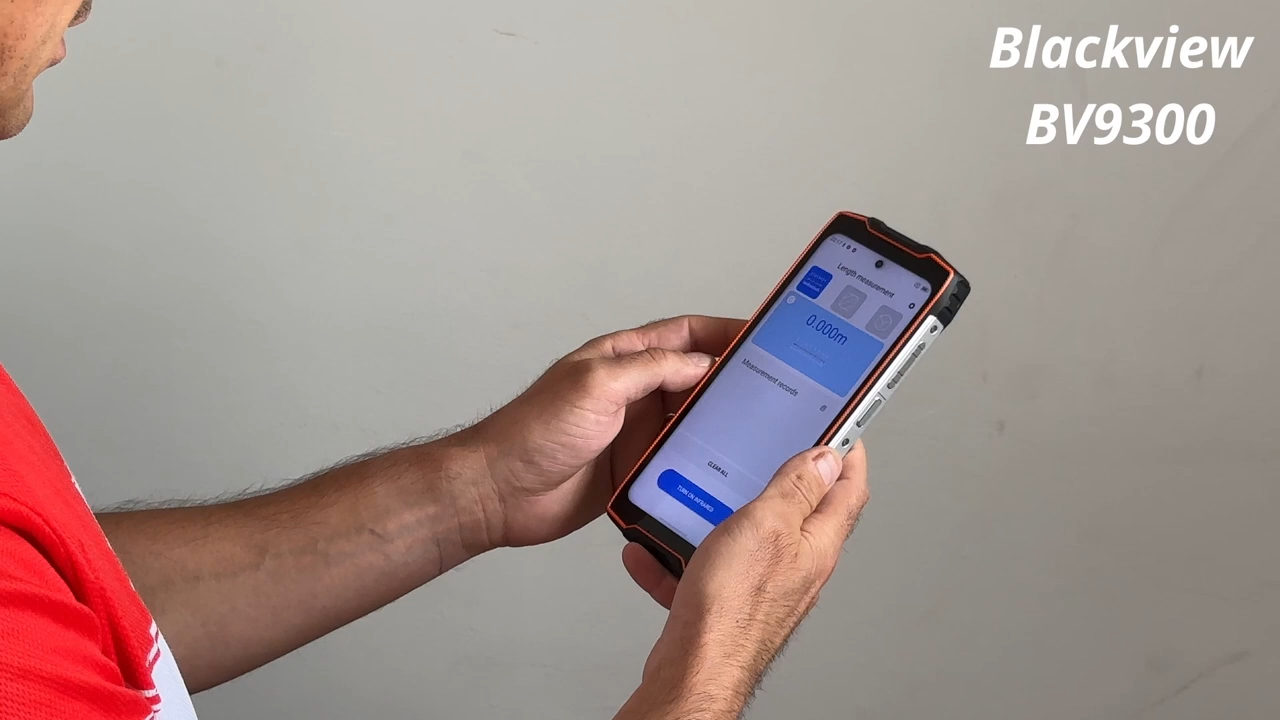 Blackview
BV9300
Length measurement
0.000m
Measurement records
CLEAR ALL
TURN ON INFRARED